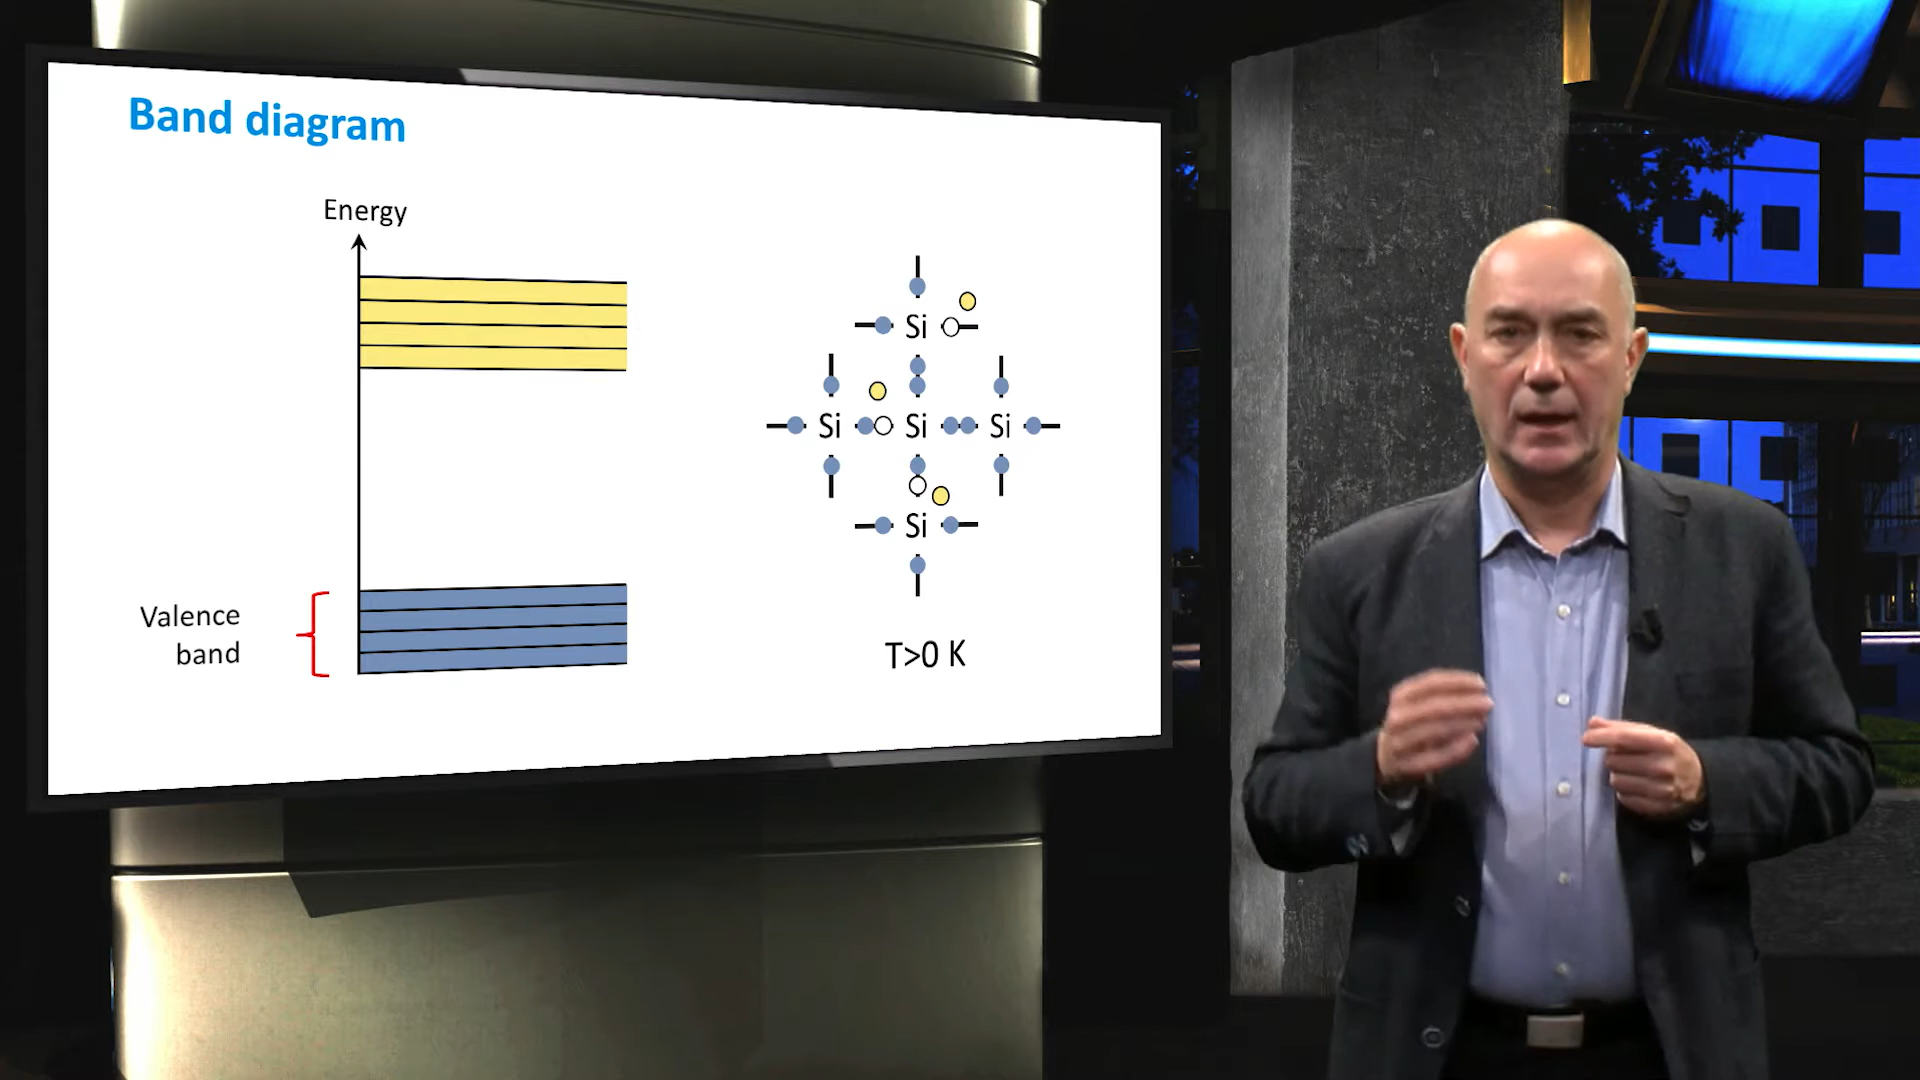 Band diagram
Energy
Si
Si Si Si
Si
Valence
band
T>0 K